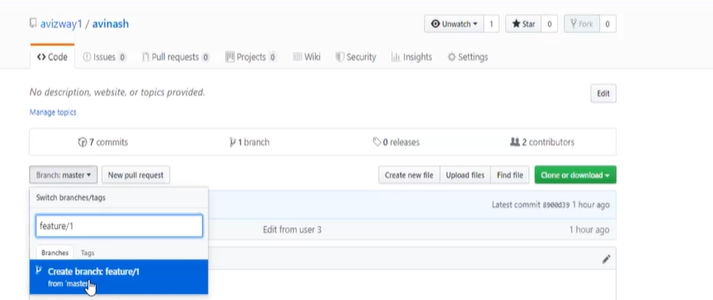 avizway1 / avinash
Unwatch 1 Star 0 Fork 0
Code Issues 0 Pull requests 0 Projects 0 Wiki Security Insights Settings
No description, website, or topics provided.
Edit
Manage topics
7 commits 1 branch 0 releases 2 contributors
Branch: master New pull request Create new file Upload files Find file Clone or download
Switch branches/tags
Latest commit 8900d39 1 hour ago
feature/1
Edit from user 3 1 hour ago
Branches Tags
Create branch: feature/1
from 'master'